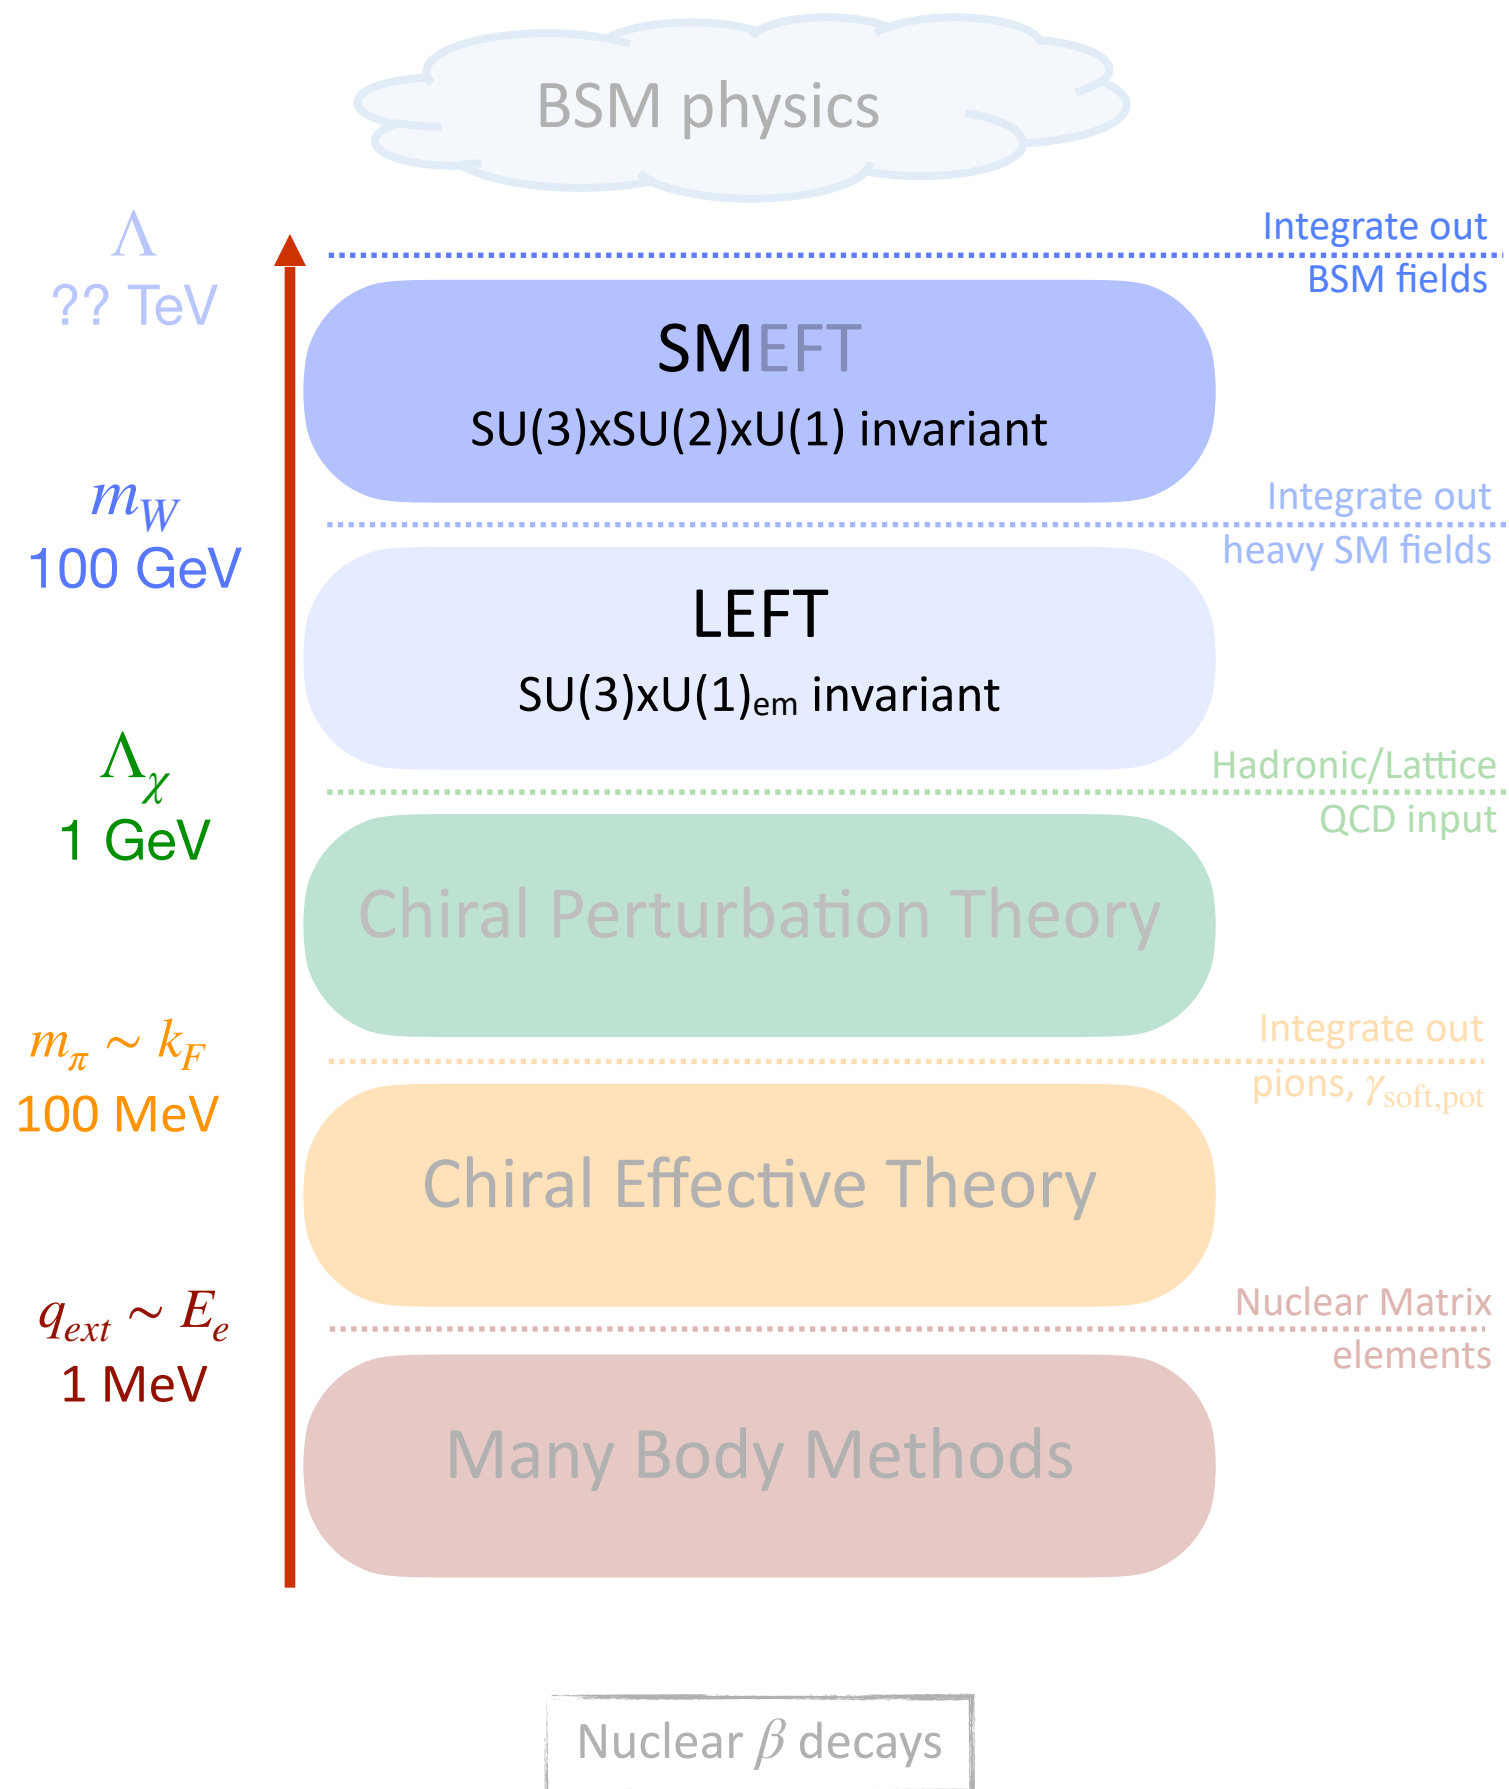 BSM physics
Λ
?? TeV
Integrate out
BSM fields
SMEFT
SU(3)xSU(2)xU(1) invariant
m_W
100 GeV
Integrate out
heavy SM fields
LEFT
SU(3)xU(1)em invariant
Λ_χ
1 GeV
Hadronic/Lattice
QCD input
Chiral Perturbation Theory
m_π ~ k_F
100 MeV
Integrate out
pions, γ_soft,pot
Chiral Effective Theory
q_ext ~ E_e
1 MeV
Nuclear Matrix
elements
Many Body Methods
Nuclear β decays